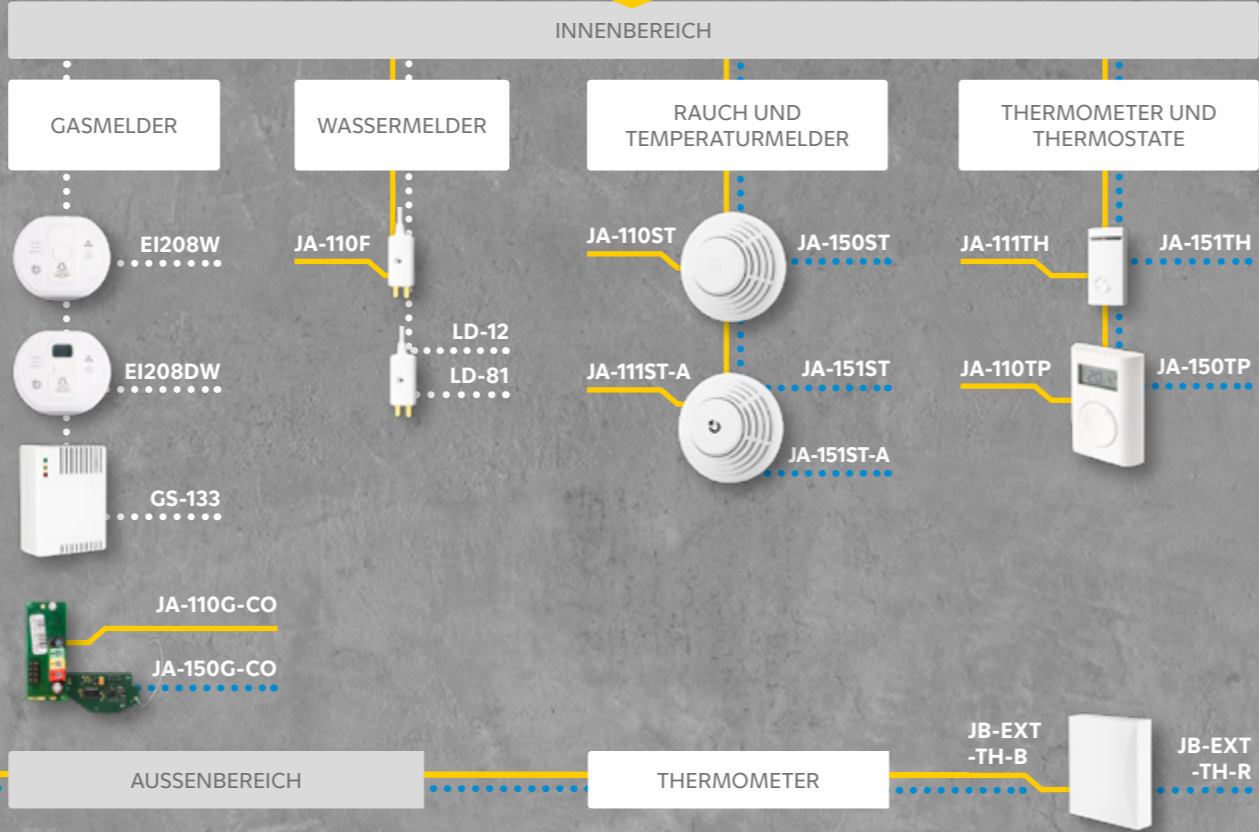 INNENBEREICH
GASMELDER
WASSERMELDER
RAUCH UND
TEMPERATURMELDER
THERMOMETER UND
THERMOSTATE
EI208W
EI208DW
GS-133
JA-110G-CO
JA-150G-CO
JA-110F
LD-12
LD-81
JA-110ST
JA-150ST
JA-111ST-A
JA-151ST
JA-151ST-A
JA-111TH
JA-151TH
JA-110TP
JA-150TP
AUSSENBEREICH
THERMOMETER
JB-EXT
-TH-B
JB-EXT
-TH-R